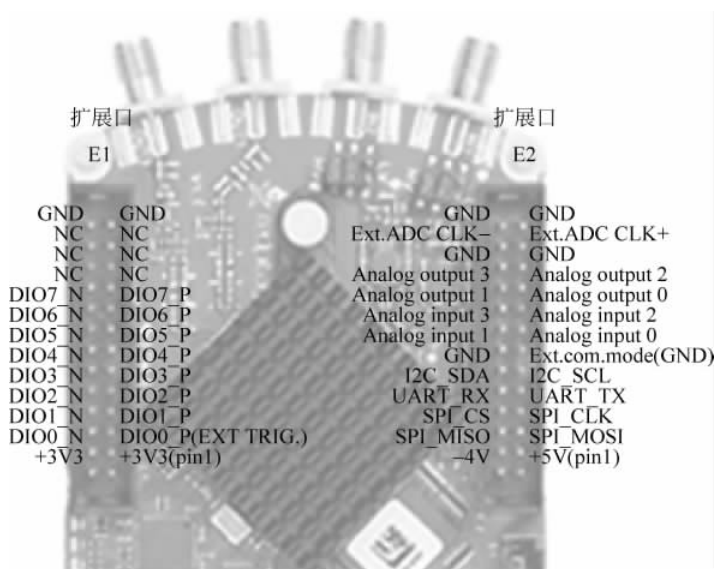 扩展口 扩展口
E1 E2
GND GND GND GND
NC NC Ext.ADC CLK− Ext.ADC CLK+
NC NC GND GND
NC NC Analog output 3 Analog output 2
DIO7_N DIO7_P Analog output 1 Analog output 0
DIO6_N DIO6_P Analog input 3 Analog input 2
DIO5_N DIO5_P Analog input 1 Analog input 0
DIO4_N DIO4_P GND Ext.com.mode(GND)
DIO3_N DIO3_P I2C_SDA I2C_SCL
DIO2_N DIO2_P UART_RX UART_TX
DIO1_N DIO1_P SPI_CS SPI_CLK
DIO0_N DIO0_P(EXT TRIG.) SPI_MISO SPI_MOSI
+3V3 +3V3(pin1) −4V +5V(pin1)